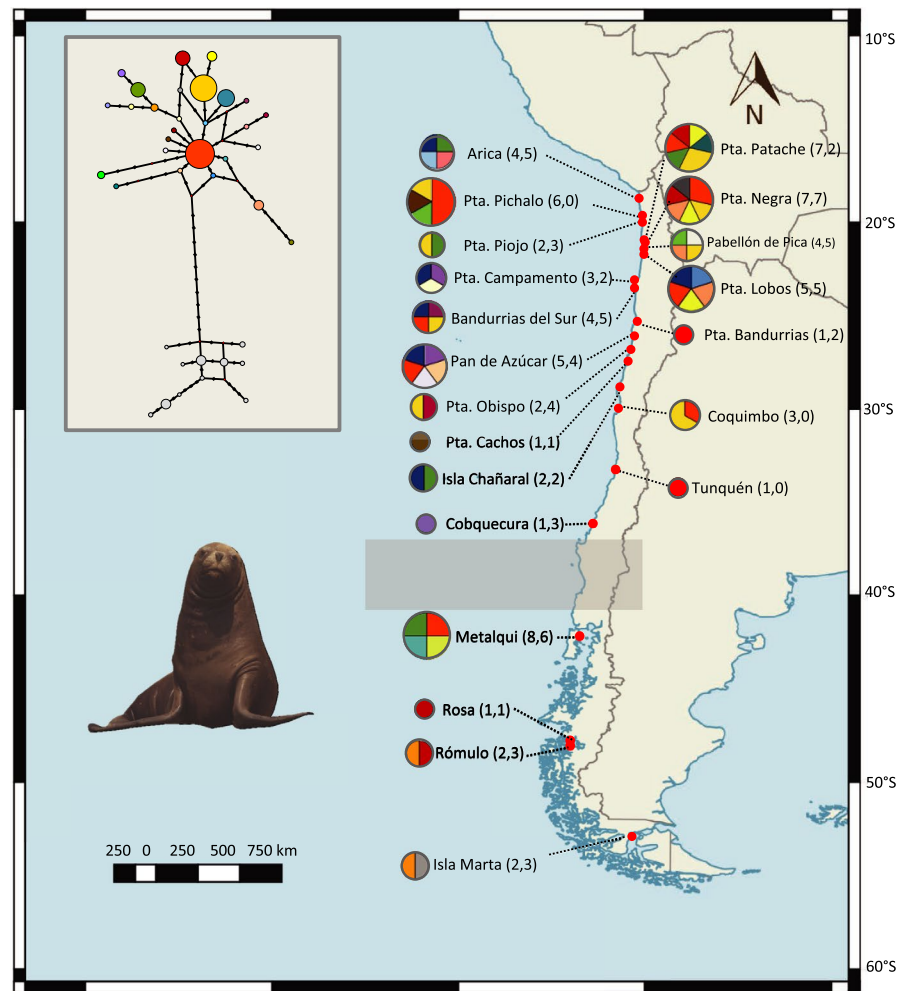 10°S
N
Arica (4,5)
Pta. Patache (7,2)
Pta. Pichalo (6,0)
Pta. Negra (7,7)
20°S
Pta. Piojo (2,3)
Pabellón de Pica (4,5)
Pta. Campamento (3,2)
Pta. Lobos (5,5)
Bandurrias del Sur (4,5)
Pta. Bandurrias (1,2)
Pan de Azúcar (5,4)
Pta. Obispo (2,4)
30°S
Coquimbo (3,0)
Pta. Cachos (1,1)
Isla Chañaral (2,2)
Tunquén (1,0)
Cobquecura (1,3)
40°S
Metalqui (8,6)
Rosa (1,1)
Rómulo (2,3)
50°S
250 0 250 500 750 km
Isla Marta (2,3)
60°S